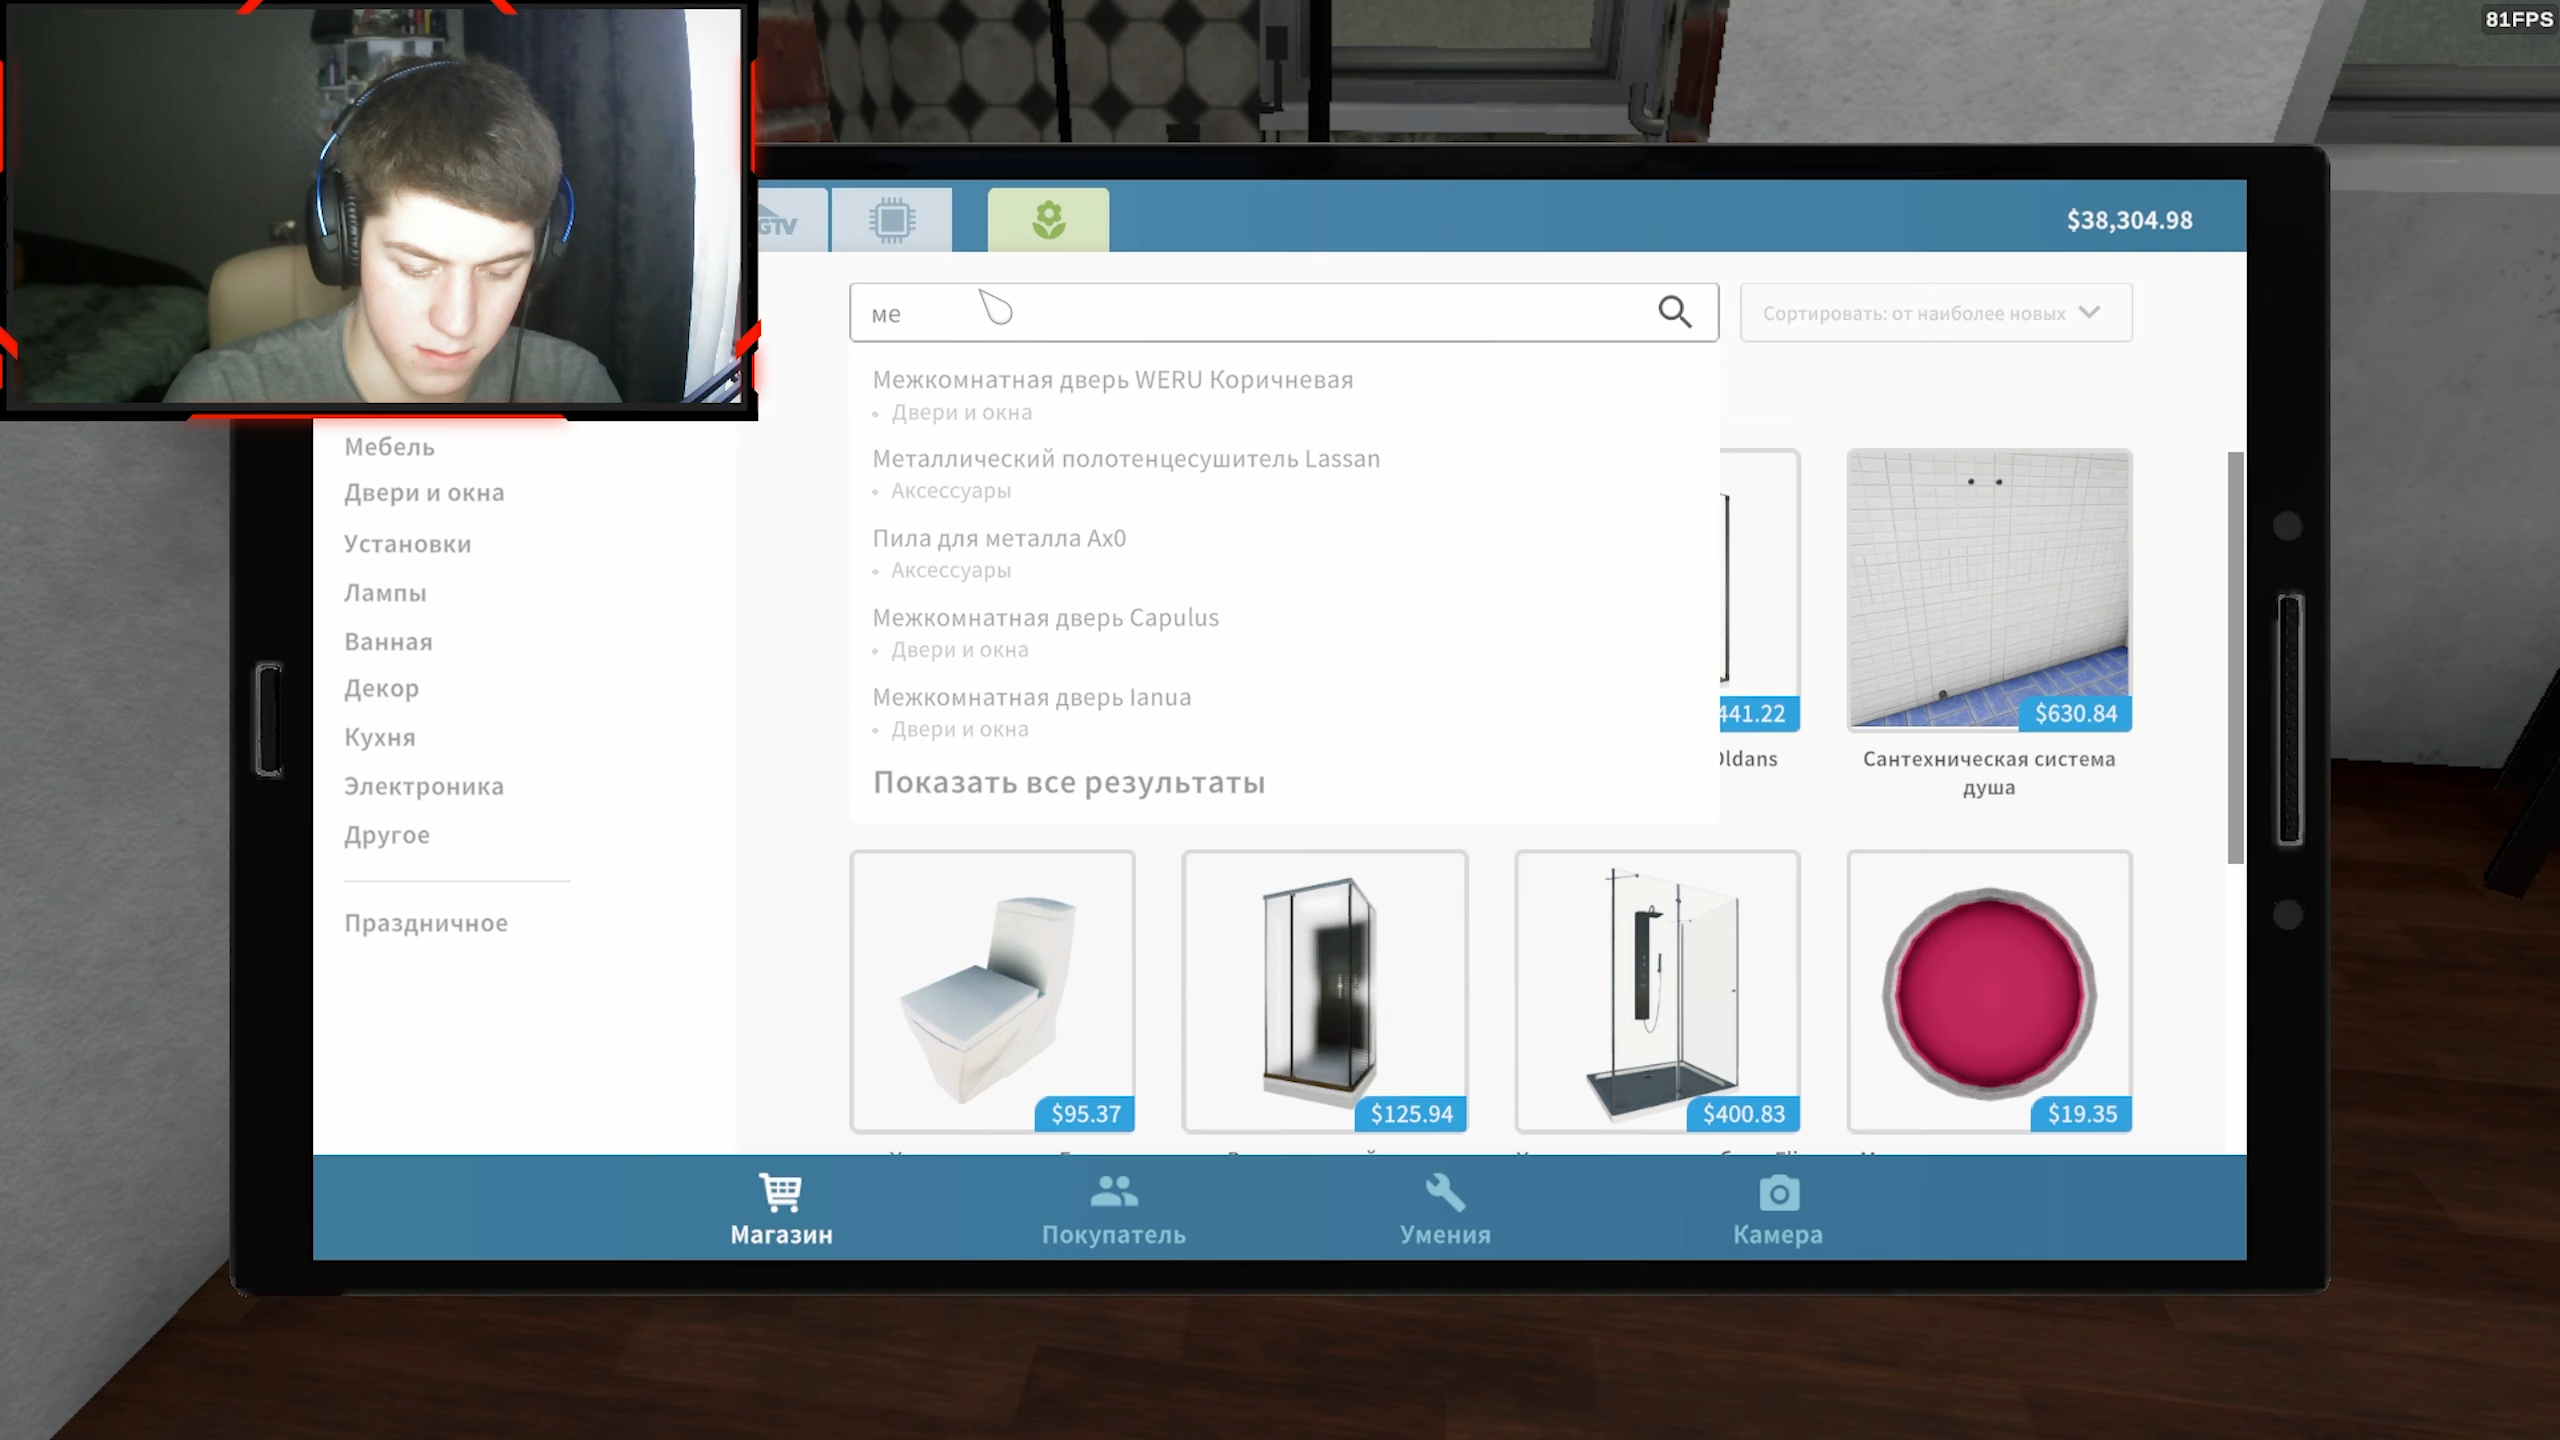 81FPS
GTV
$38,304.98
ме
Сортировать: от наиболее новых
Межкомнатная дверь WERU Коричневая
Двери и окна
Металлический полотенцесушитель Lassan
Аксессуары
Пила для металла Ax0
Аксессуары
Межкомнатная дверь Capulus
Двери и окна
Межкомнатная дверь Ianua
Двери и окна
Показать все результаты
Мебель
Двери и окна
Установки
Лампы
Ванная
Декор
Кухня
Электроника
Другое
Праздничное
441.22
$630.84
Oldans
Сантехническая система
душа
$95.37
$125.94
$400.83
$19.35
Магазин
Покупатель
Умения
Камера